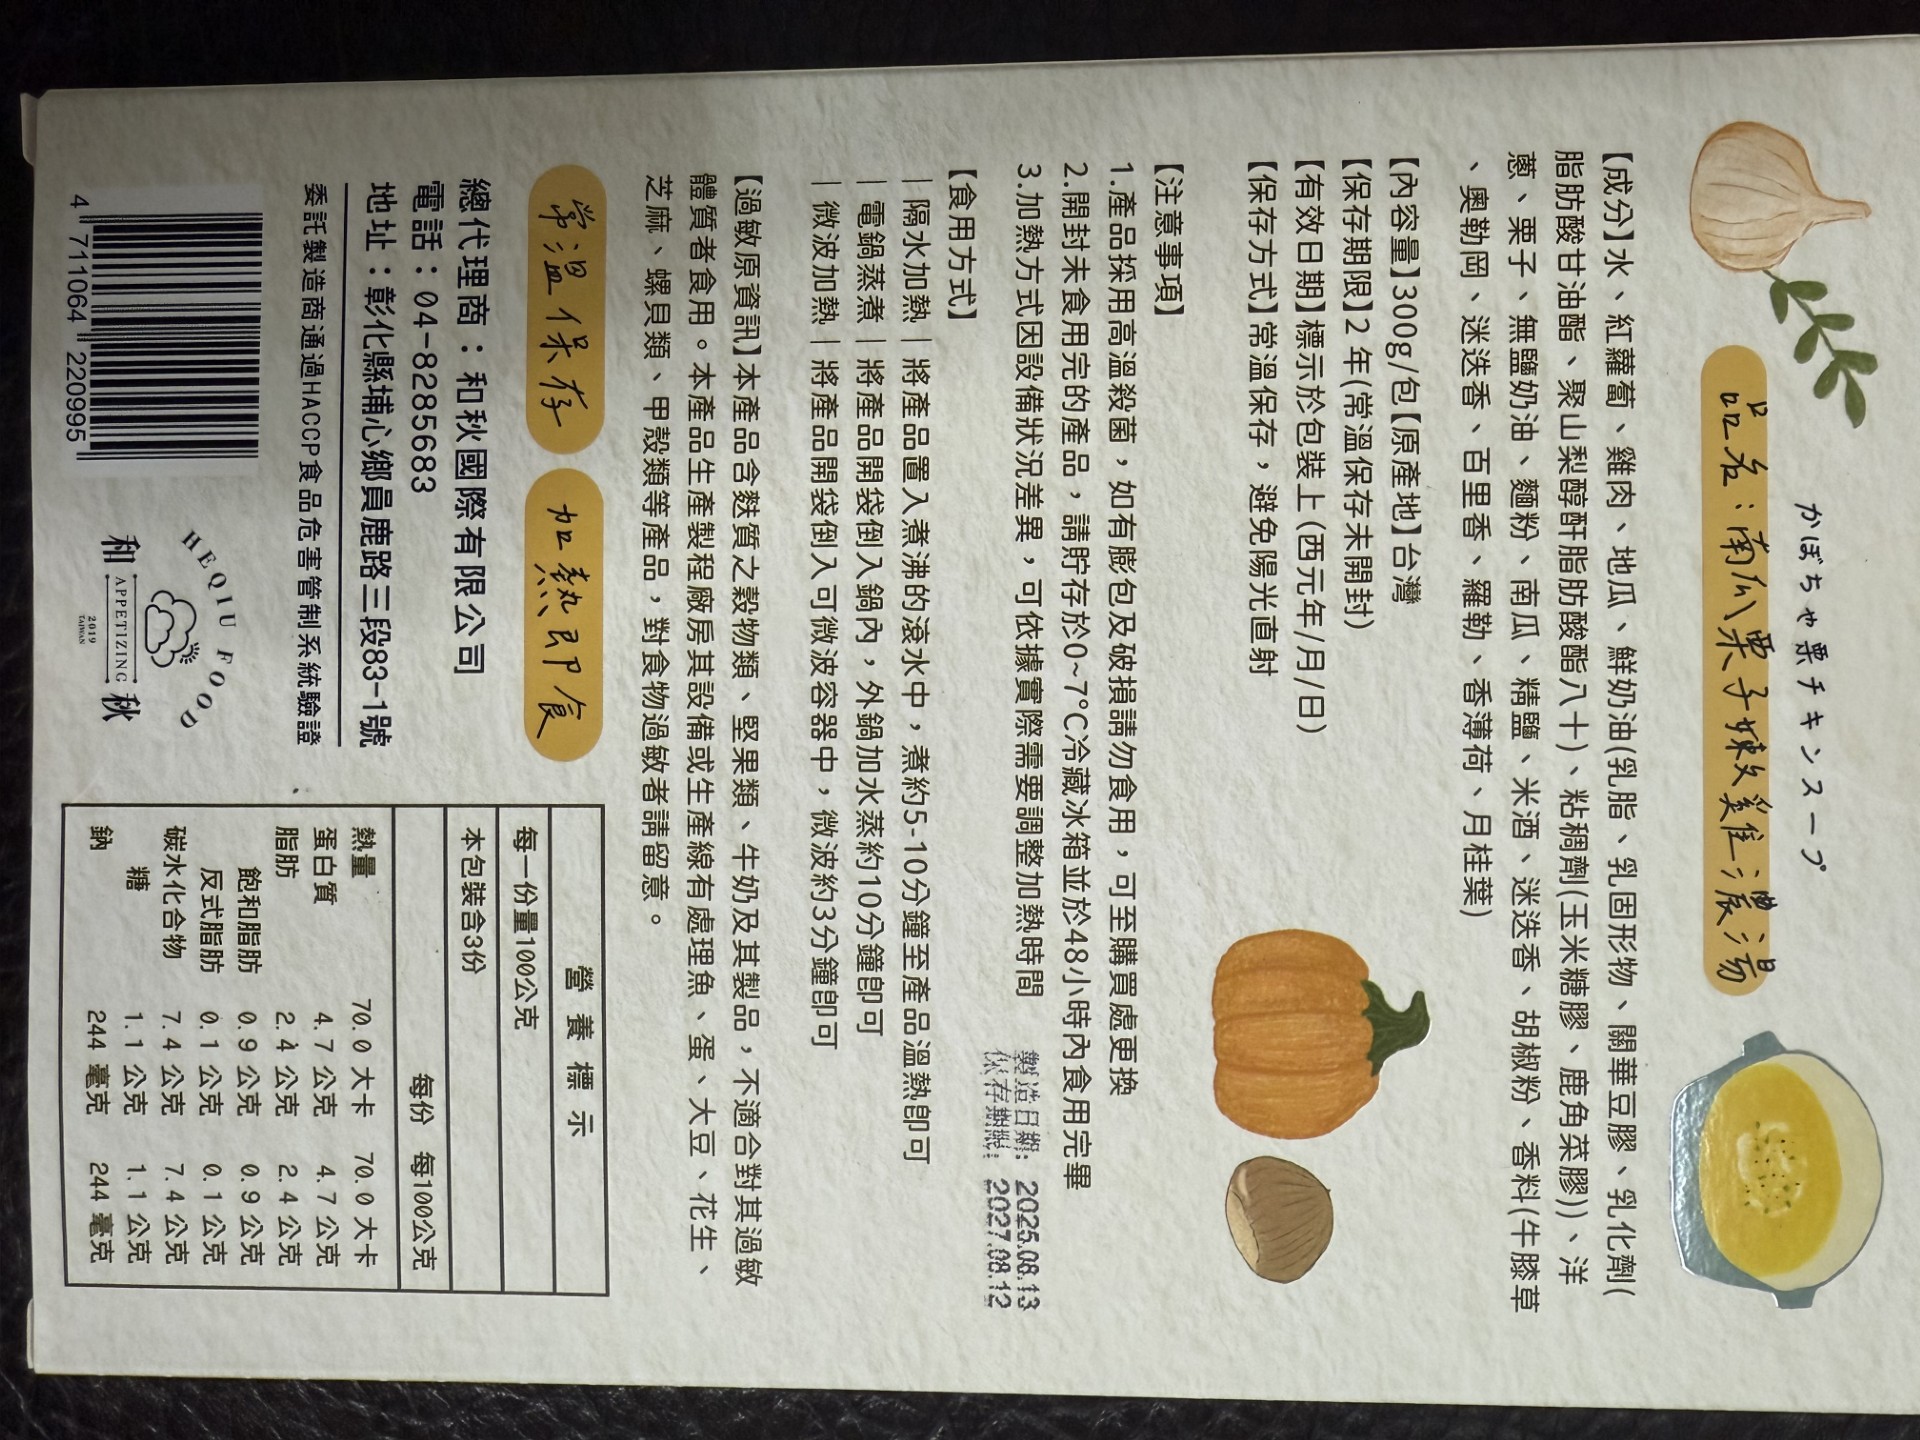 かぼちゃ栗チキンスープ
品名：南瓜栗子嫩雞濃湯
【成分】水、紅蘿蔔、雞肉、地瓜、鮮奶油(乳脂、乳固形物、關華豆膠、乳化劑(
脂肪酸甘油酯、聚山梨醇酐脂肪酸酯八十)、粘稠劑(玉米糖膠、鹿角菜膠))、洋
蔥、栗子、無鹽奶油、麵粉、南瓜、精鹽、米酒、迷迭香、胡椒粉、香料(牛膝草
、奧勒岡、迷迭香、百里香、羅勒、香薄荷、月桂葉)
【內容量】300g/包【原產地】台灣
【保存期限】2 年(常溫保存未開封)
【有效日期】標示於包裝上(西元年/月/日)
【保存方式】常溫保存，避免陽光直射
【注意事項】
1.產品採用高溫殺菌，如有膨包及破損請勿食用，可至購買處更換
2.開封未食用完的產品，請貯存於0~7°C冷藏冰箱並於48小時內食用完畢
3.加熱方式因設備狀況差異，可依據實際需要調整加熱時間
製造日期: 2025.08.13
保存期限: 2027.08.12
【食用方式】
｜隔水加熱｜將產品置入煮沸的滾水中，煮約5-10分鐘至產品溫熱即可
｜電鍋蒸煮｜將產品開袋倒入鍋內，外鍋加水蒸約10分鐘即可
｜微波加熱｜將產品開袋倒入可微波容器中，微波約3分鐘即可
【過敏原資訊】本產品含麩質之穀物類、堅果類、牛奶及其製品，不適合對其過敏
體質者食用。本產品生產製程廠房其設備或生產線有處理魚、蛋、大豆、花生、
芝麻、螺貝類、甲殼類等產品，對食物過敏者請留意。
常溫保存 加熱即食
總代理商：和秋國際有限公司
電話：04-8285683
地址：彰化縣埔心鄉員鹿路三段83-1號
委託製造商通過HACCP食品危害管制系統驗證
4 711064 220995
HEQIU FOOD
和 APPETIZING 秋
2019
TAIWAN
營養標示
每一份量100公克
本包裝含3份
每份 每100公克
熱量 70.0 大卡 70.0 大卡
蛋白質 4.7 公克 4.7 公克
脂肪 2.4 公克 2.4 公克
飽和脂肪 0.9 公克 0.9 公克
反式脂肪 0.1 公克 0.1 公克
碳水化合物 7.4 公克 7.4 公克
糖 1.1 公克 1.1 公克
鈉 244 毫克 244 毫克